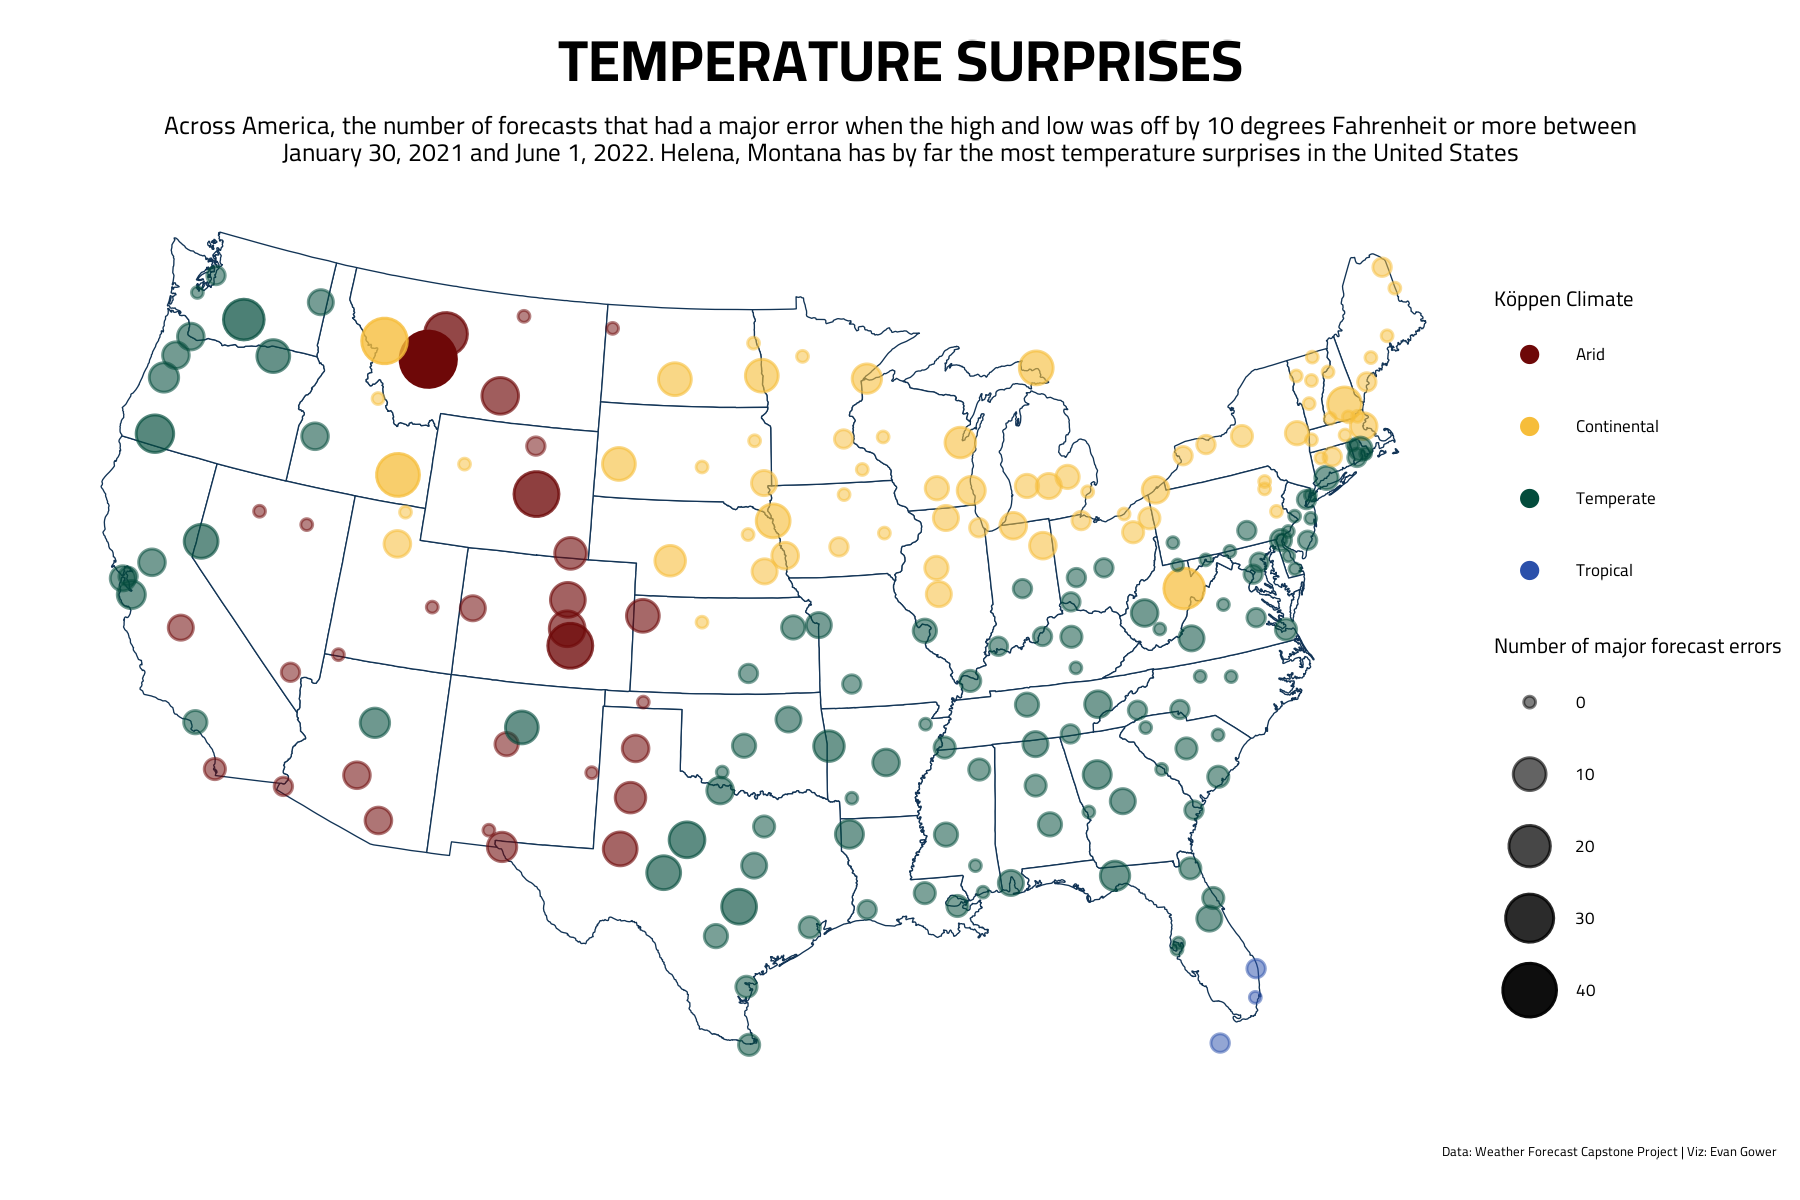 TEMPERATURE SURPRISES
Across America, the number of forecasts that had a major error when the high and low was off by 10 degrees Fahrenheit or more between
January 30, 2021 and June 1, 2022. Helena, Montana has by far the most temperature surprises in the United States
Köppen Climate
Arid
Continental
Temperate
Tropical
Number of major forecast errors
0
10
20
30
40
Data: Weather Forecast Capstone Project | Viz: Evan Gower